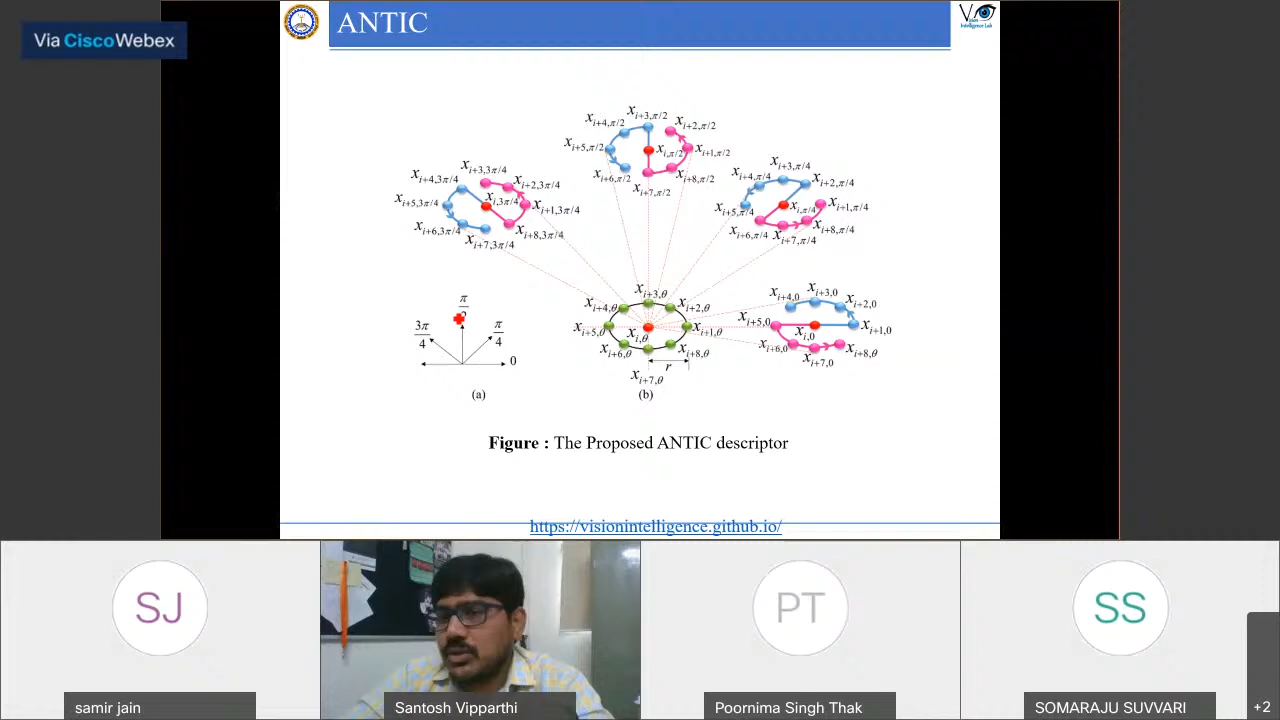 Via CiscoWebex
ANTIC
Vision
Intelligence Lab
x_{i+3,π/2}
x_{i+4,π/2} x_{i+2,π/2}
x_{i+5,π/2} x_{i,π/2} x_{i+1,π/2}
x_{i+6,π/2} x_{i+8,π/2}
x_{i+7,π/2}
x_{i+3,3π/4}
x_{i+4,3π/4} x_{i+2,3π/4}
x_{i+5,3π/4} x_{i,3π/4} x_{i+1,3π/4}
x_{i+6,3π/4} x_{i+8,3π/4}
x_{i+7,3π/4}
x_{i+3,π/4}
x_{i+4,π/4} x_{i+2,π/4}
x_{i+5,π/4} x_{i,π/4} x_{i+1,π/4}
x_{i+6,π/4} x_{i+8,π/4}
x_{i+7,π/4}
π/2
3π/4 π/4
0
(a)
x_{i+3,θ}
x_{i+4,θ} x_{i+2,θ}
x_{i+5,θ} x_{i,θ} x_{i+1,θ}
x_{i+6,θ} x_{i+8,θ}
r
x_{i+7,θ}
(b)
x_{i+4,0} x_{i+3,0}
x_{i+2,0}
x_{i+5,0} x_{i,0} x_{i+1,0}
x_{i+6,0} x_{i+8,θ}
x_{i+7,0}
Figure : The Proposed ANTIC descriptor
https://visionintelligence.github.io/
SJ
PT
SS
samir jain
Santosh Vipparthi
Poornima Singh Thak
SOMARAJU SUVVARI
+2